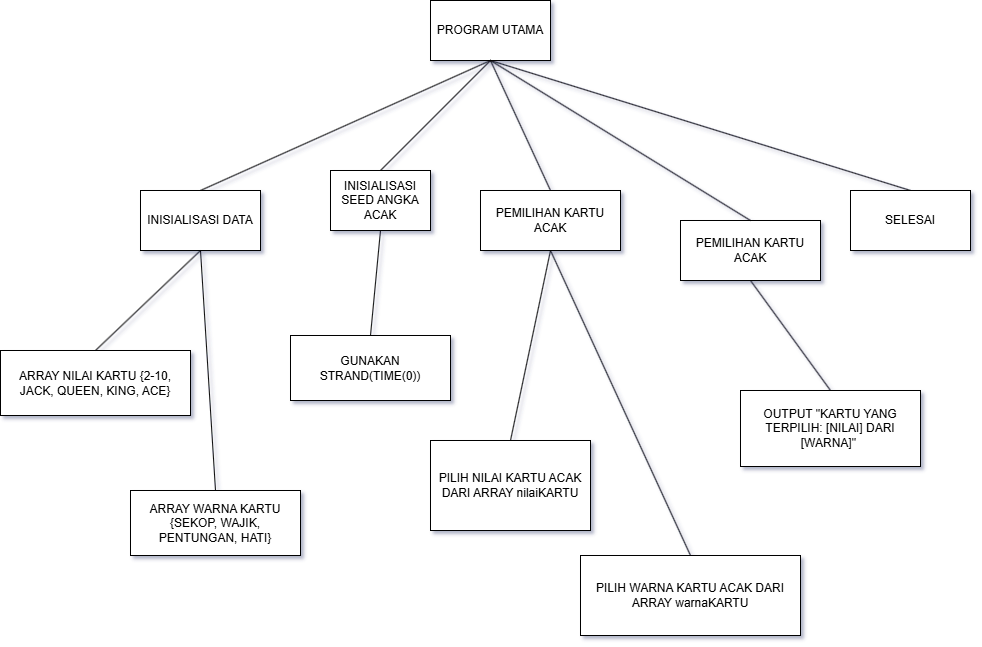 PROGRAM UTAMA
INISIALISASI DATA
INISIALISASI
SEED ANGKA
ACAK
PEMILIHAN KARTU
ACAK
PEMILIHAN KARTU
ACAK
SELESAI
ARRAY NILAI KARTU {2-10,
JACK, QUEEN, KING, ACE}
GUNAKAN
STRAND(TIME(0))
OUTPUT "KARTU YANG
TERPILIH: [NILAI] DARI
[WARNA]"
PILIH NILAI KARTU ACAK
DARI ARRAY nilaiKARTU
ARRAY WARNA KARTU
{SEKOP, WAJIK,
PENTUNGAN, HATI}
PILIH WARNA KARTU ACAK DARI
ARRAY warnaKARTU